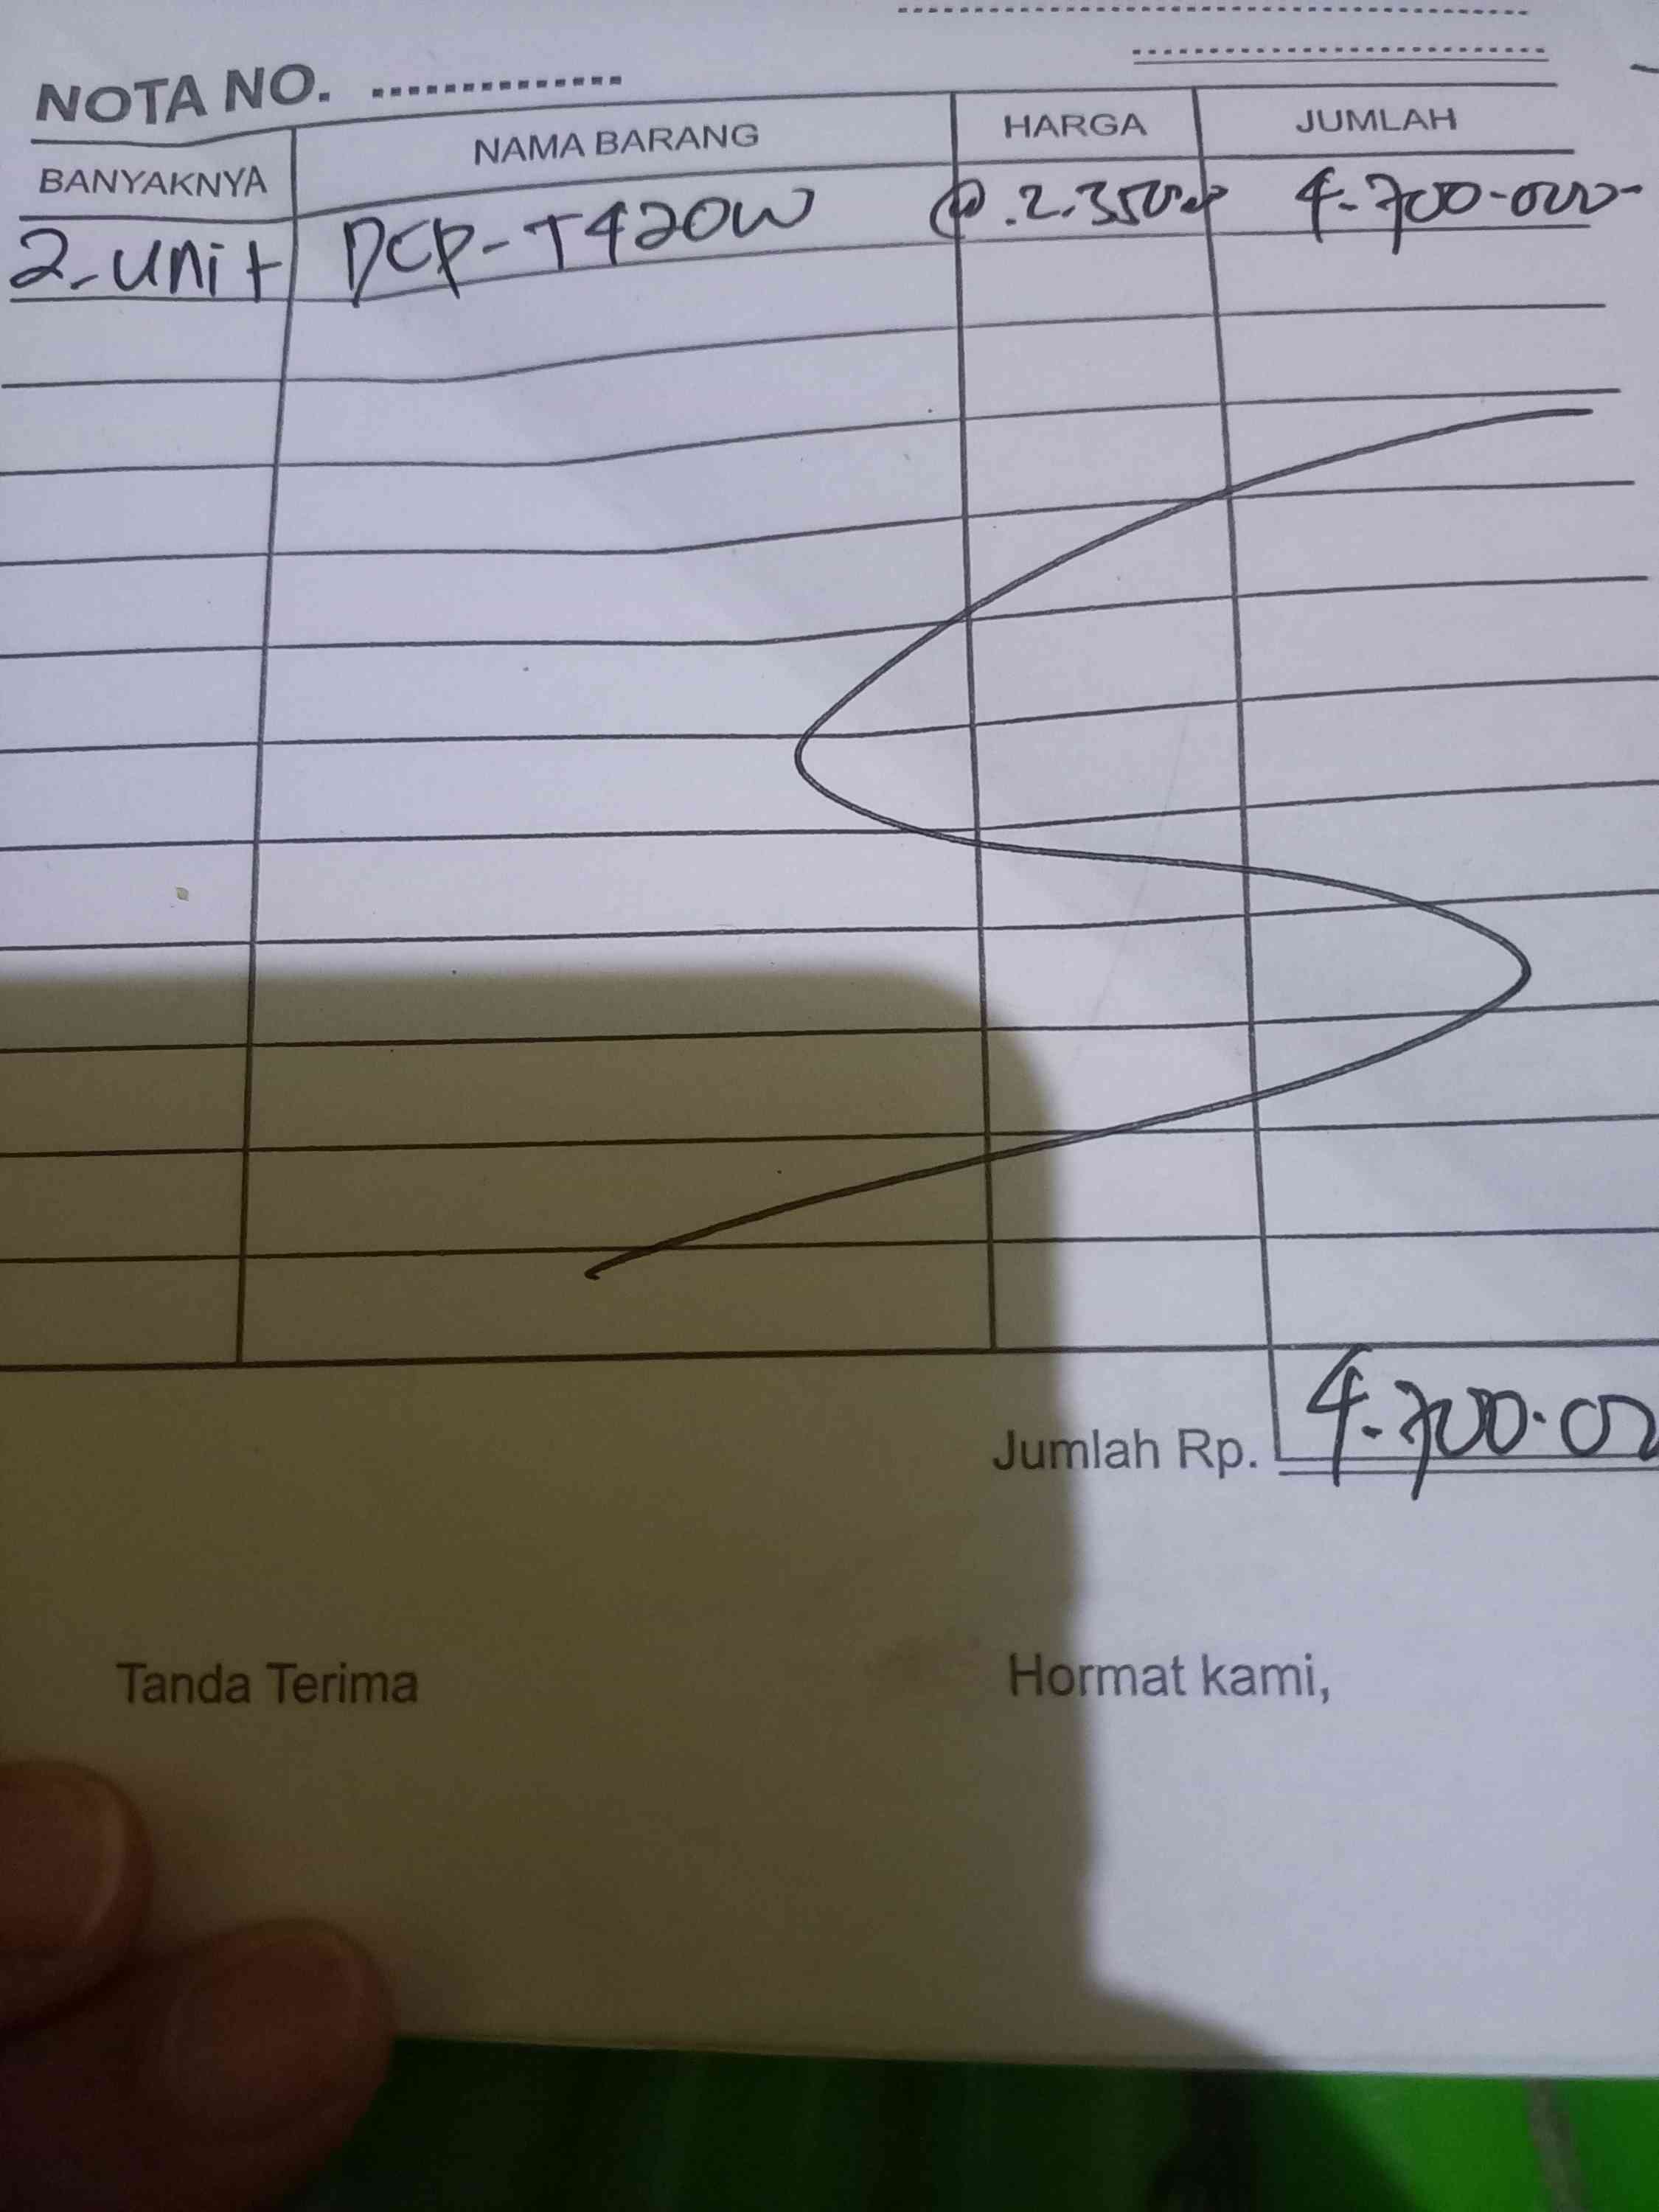 NOTA NO. ..............
BANYAKNYA NAMA BARANG HARGA JUMLAH
2-unit DCP-T420W @.2.350.0 4.700.000-
Jumlah Rp. 4.700.00
Tanda Terima Hormat kami,